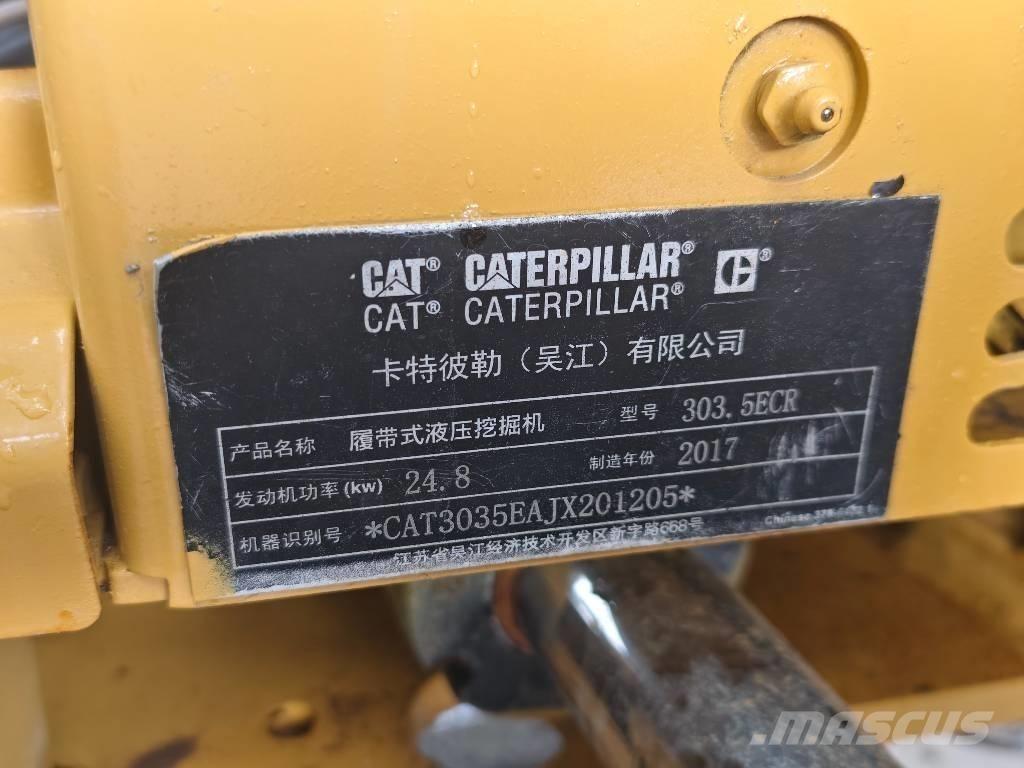 CAT® CATERPILLAR® CE®
CAT® CATERPILLAR®
卡特彼勒（吴江）有限公司
产品名称 履带式液压挖掘机 型号 303.5ECR
发动机功率(kw) 24.8 制造年份 2017
机器识别号 *CAT3035EAJX201205*
江苏省吴江经济技术开发区新字路668号
Chinese
MASCUS